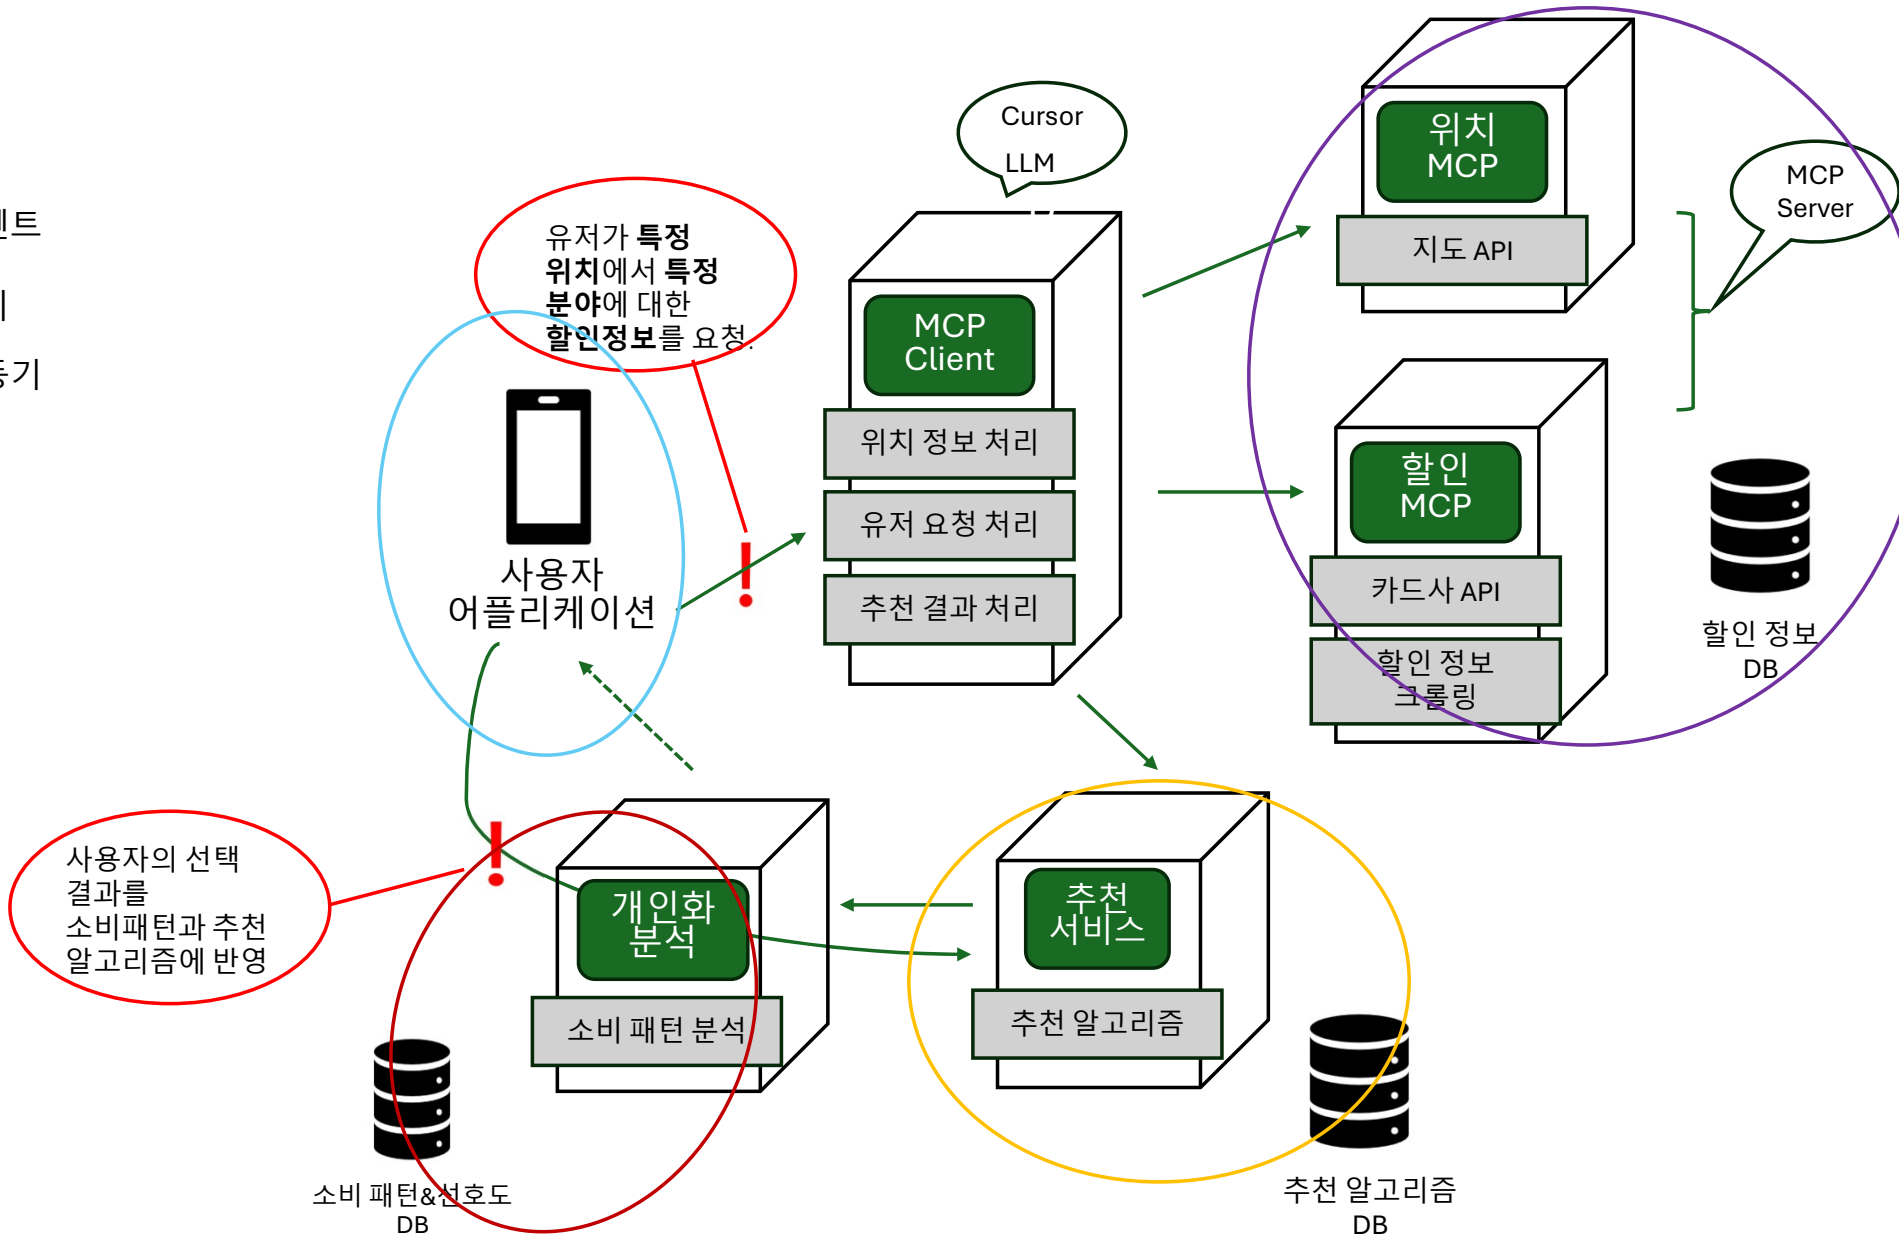 Cursor
LLM
위치
MCP
지도 API
MCP
Server
유저가 특정
위치에서 특정
분야에 대한
할인정보를 요청.
MCP
Client
위치 정보 처리
유저 요청 처리
추천 결과 처리
할인
MCP
카드사 API
할인 정보
크롤링
할인 정보
DB
사용자
어플리케이션
사용자의 선택
결과를
소비패턴과 추천
알고리즘에 반영
개인화
분석
소비 패턴 분석
추천
서비스
추천 알고리즘
소비 패턴&선호도
DB
추천 알고리즘
DB